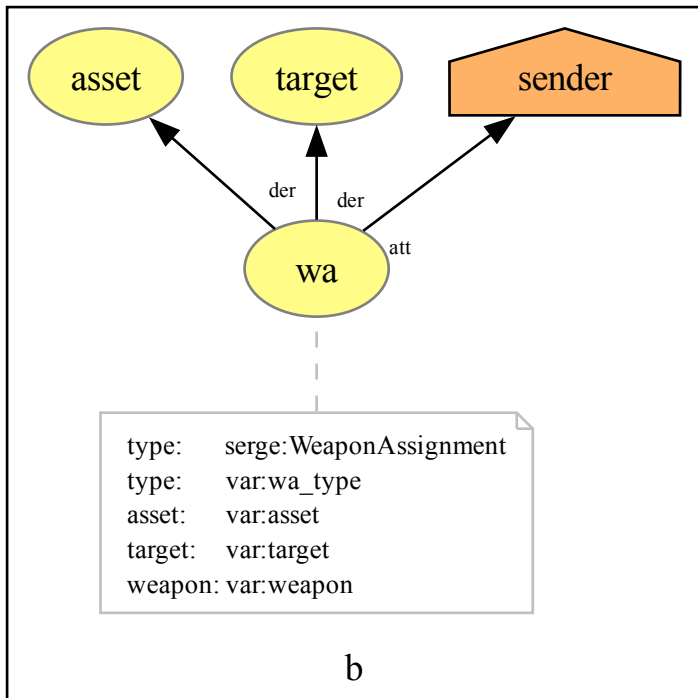 asset target sender
der der
att
wa
type: serge:WeaponAssignment
type: var:wa_type
asset: var:asset
target: var:target
weapon: var:weapon
b